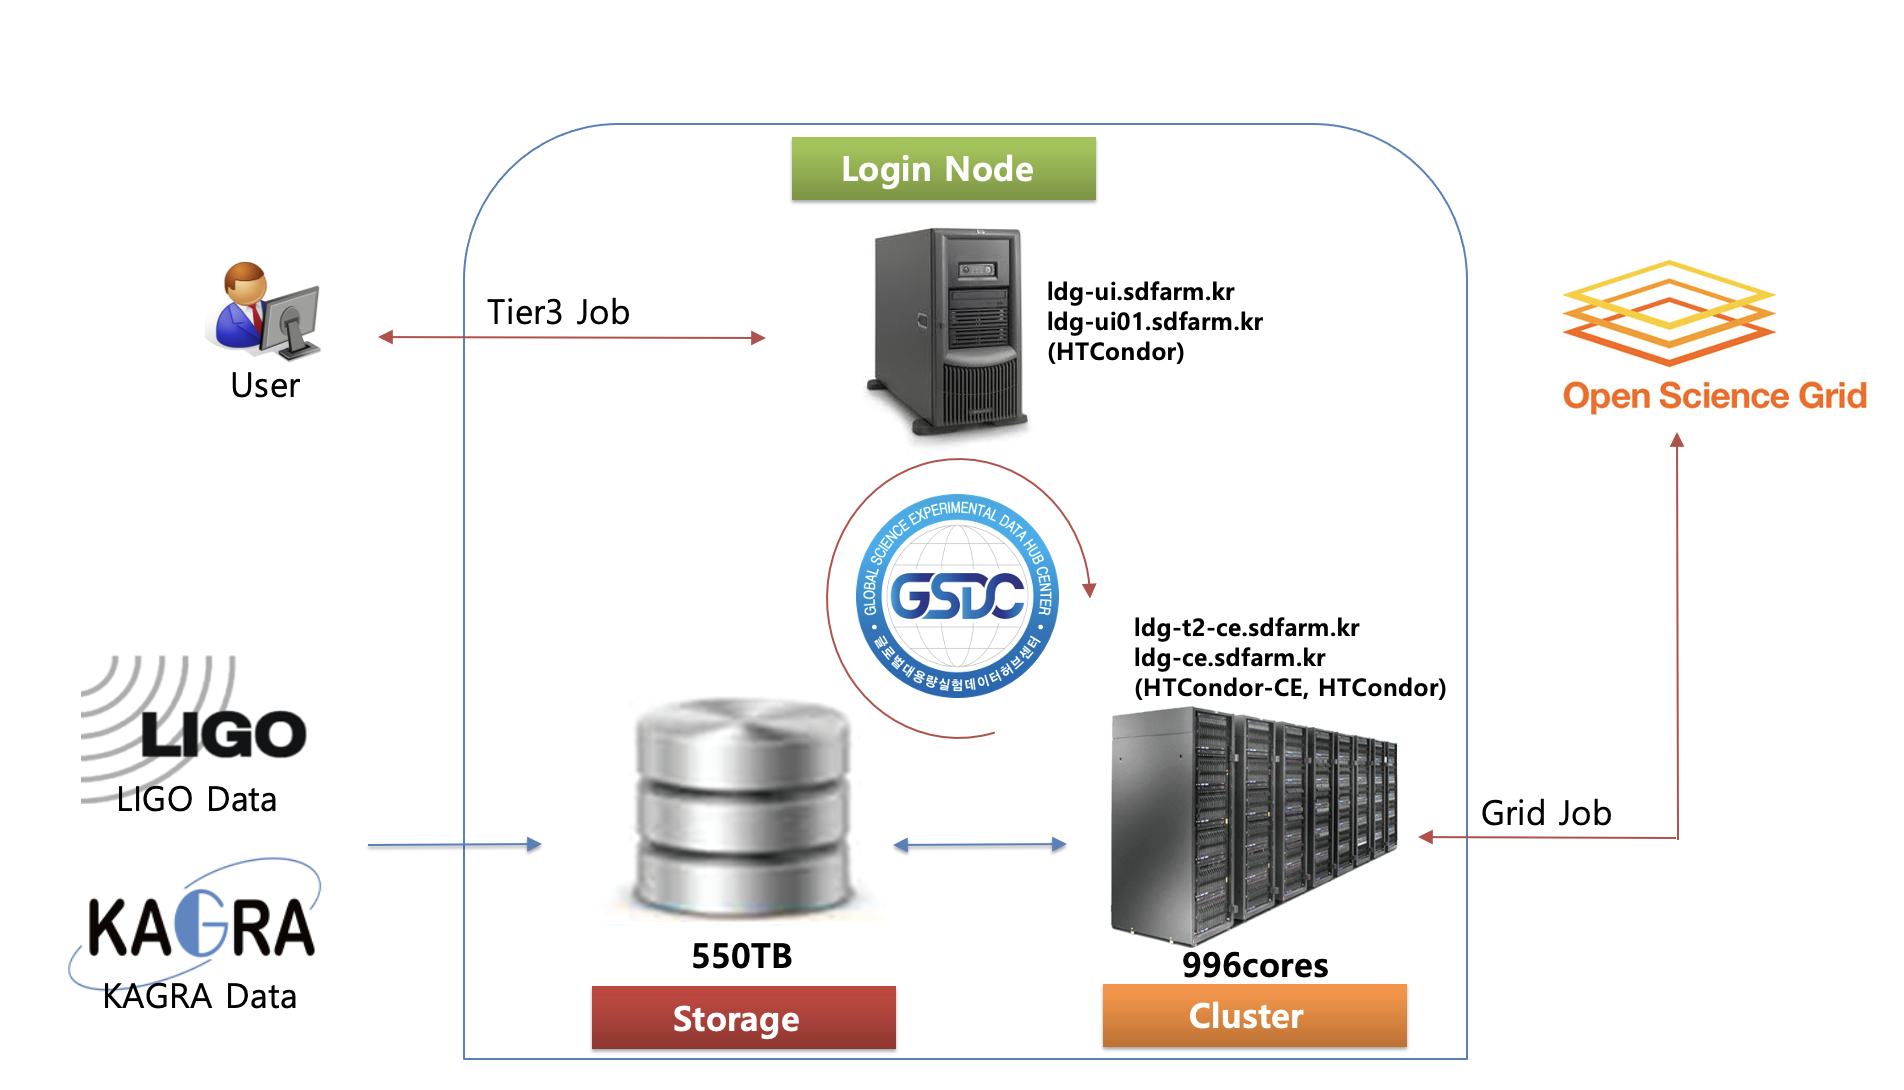 Login Node
ldg-ui.sdfarm.kr
ldg-ui01.sdfarm.kr
(HTCondor)
Tier3 Job
User
Open Science Grid
GLOBAL SCIENCE EXPERIMENTAL DATA HUB CENTER
GSDC
글로벌대용량실험데이터허브센터
ldg-t2-ce.sdfarm.kr
ldg-ce.sdfarm.kr
(HTCondor-CE, HTCondor)
LIGO
LIGO Data
Grid Job
KAGRA
KAGRA Data
550TB
Storage
996cores
Cluster